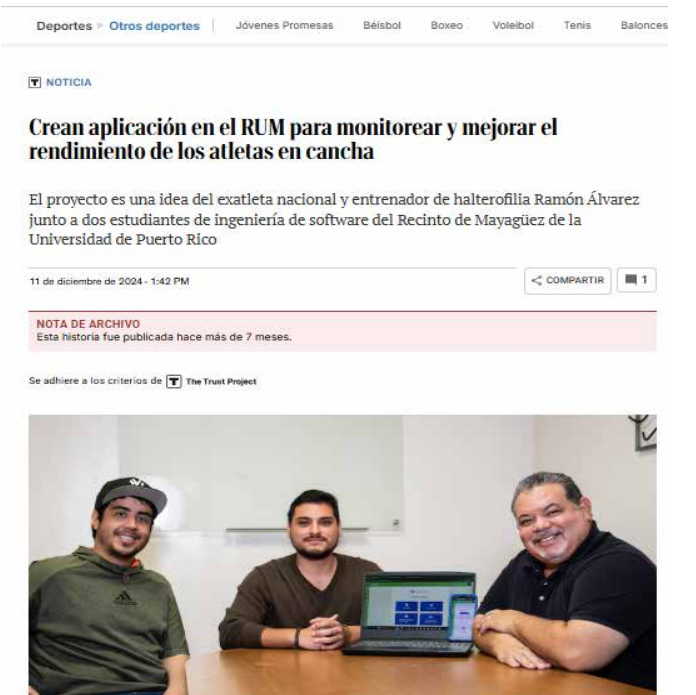 Deportes Otros deportes Jóvenes Promesas Béisbol Boxeo Voleibol Tenis Balonces
T NOTICIA
Crean aplicación en el RUM para monitorear y mejorar el
rendimiento de los atletas en cancha
El proyecto es una idea del exatleta nacional y entrenador de halterofilia Ramón Álvarez
junto a dos estudiantes de ingeniería de software del Recinto de Mayagüez de la
Universidad de Puerto Rico
11 de diciembre de 2024 - 1:42 PM COMPARTIR 1
NOTA DE ARCHIVO
Esta historia fue publicada hace más de 7 meses.
Se adhiere a los criterios de T The Trust Project